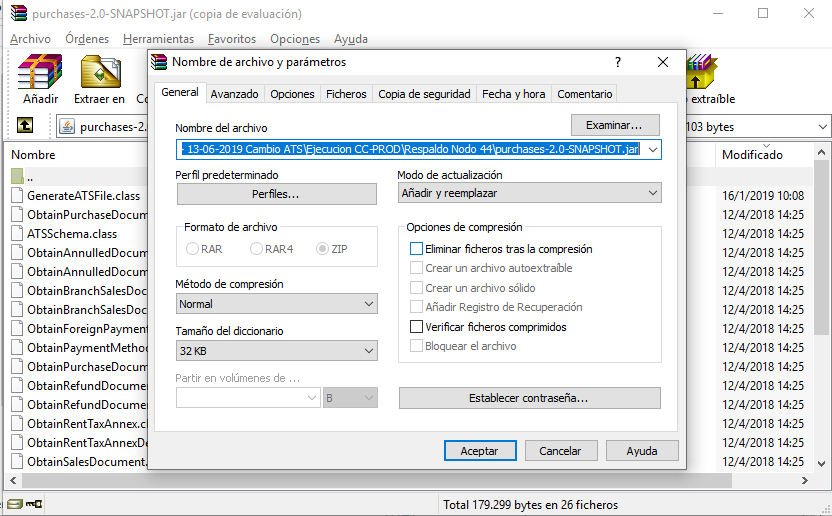 purchases-2.0-SNAPSHOT.jar (copia de evaluación)
Archivo Órdenes Herramientas Favoritos Opciones Ayuda
Añadir Extraer en o extraíble
purchases-2. 103 bytes
Nombre Modificado
..
GenerateATSFile.class 16/1/2019 10:08
ObtainPurchaseDocum 12/4/2018 14:25
ATSSchema.class 12/4/2018 14:25
ObtainAnnulledDocum 12/4/2018 14:25
ObtainAnnulledDocum 12/4/2018 14:25
ObtainBranchSalesDoc 12/4/2018 14:25
ObtainBranchSalesDoc 12/4/2018 14:25
ObtainForeignPayment 12/4/2018 14:25
ObtainPaymentMetho 12/4/2018 14:25
ObtainPurchaseDocum 12/4/2018 14:25
ObtainRefundDocume 12/4/2018 14:25
ObtainRefundDocume 12/4/2018 14:25
ObtainRentTaxAnnex.cl 12/4/2018 14:25
ObtainRentTaxAnnexDe 12/4/2018 14:25
ObtainSalesDocument. 12/4/2018 14:25
Total 179.299 bytes en 26 ficheros
Nombre de archivo y parámetros
?
General Avanzado Opciones Ficheros Copia de seguridad Fecha y hora Comentario
Nombre del archivo Examinar...
- 13-06-2019 Cambio ATS\Ejecucion CC-PROD\Respaldo Nodo 44\purchases-2.0-SNAPSHOT.jar
Perfil predeterminado
Perfiles...
Modo de actualización
Añadir y reemplazar
Formato de archivo
RAR RAR4 ZIP
Método de compresión
Normal
Tamaño del diccionario
32 KB
Partir en volúmenes de ...
B
Opciones de compresión
Eliminar ficheros tras la compresión
Crear un archivo autoextraíble
Crear un archivo sólido
Añadir Registro de Recuperación
Verificar ficheros comprimidos
Bloquear el archivo
Establecer contraseña...
Aceptar Cancelar Ayuda